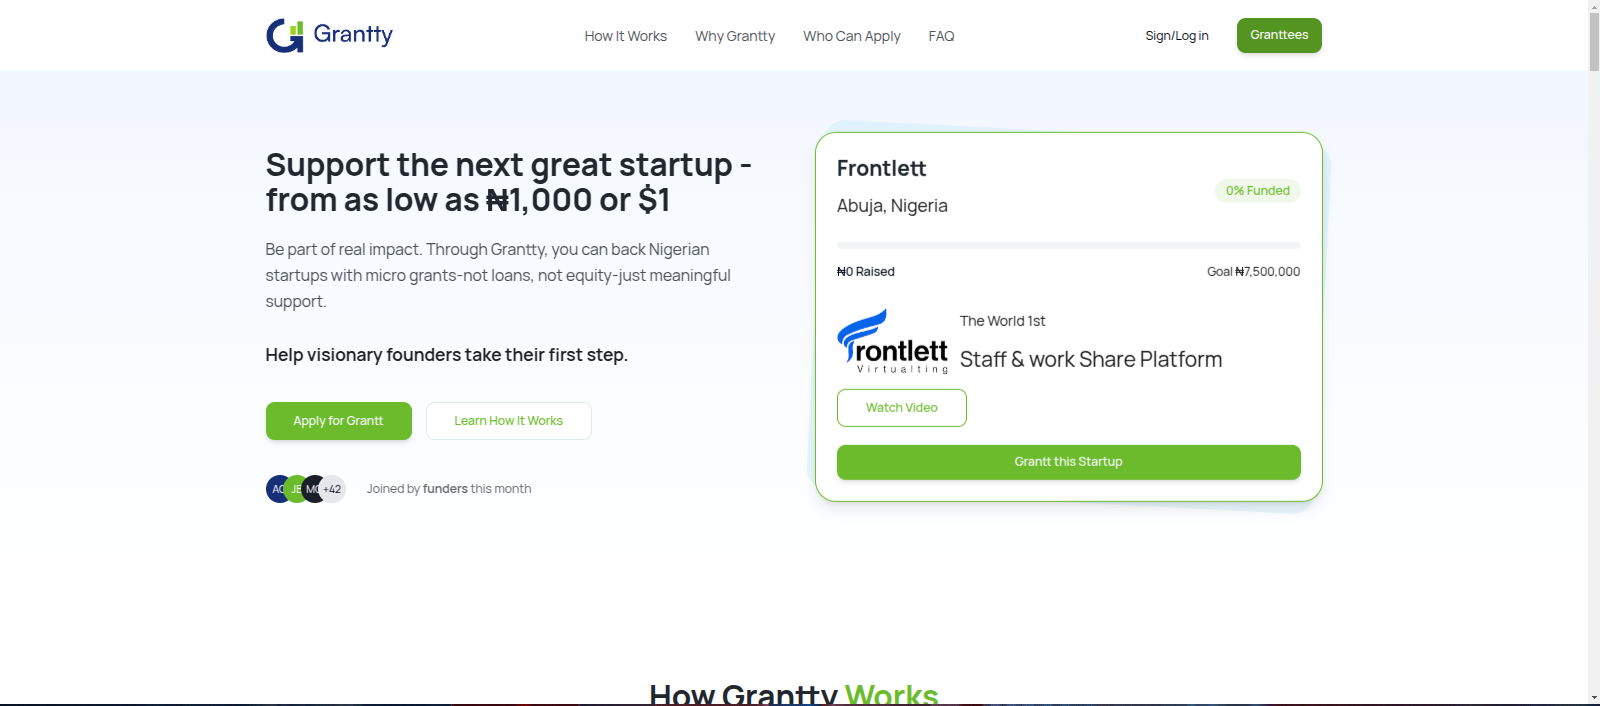 Grantty
How It Works
Why Grantty
Who Can Apply
FAQ
Sign/Log in
Granttees
Support the next great startup -
from as low as ₦1,000 or $1
Be part of real impact. Through Grantty, you can back Nigerian
startups with micro grants-not loans, not equity-just meaningful
support.
Help visionary founders take their first step.
Apply for Grantt
Learn How It Works
+42
Joined by funders this month
Frontlett
Abuja, Nigeria
0% Funded
₦0 Raised
Goal ₦7,500,000
Frontlett
Virtualting
The World 1st
Staff & work Share Platform
Watch Video
Grantt this Startup
How Grantty Works